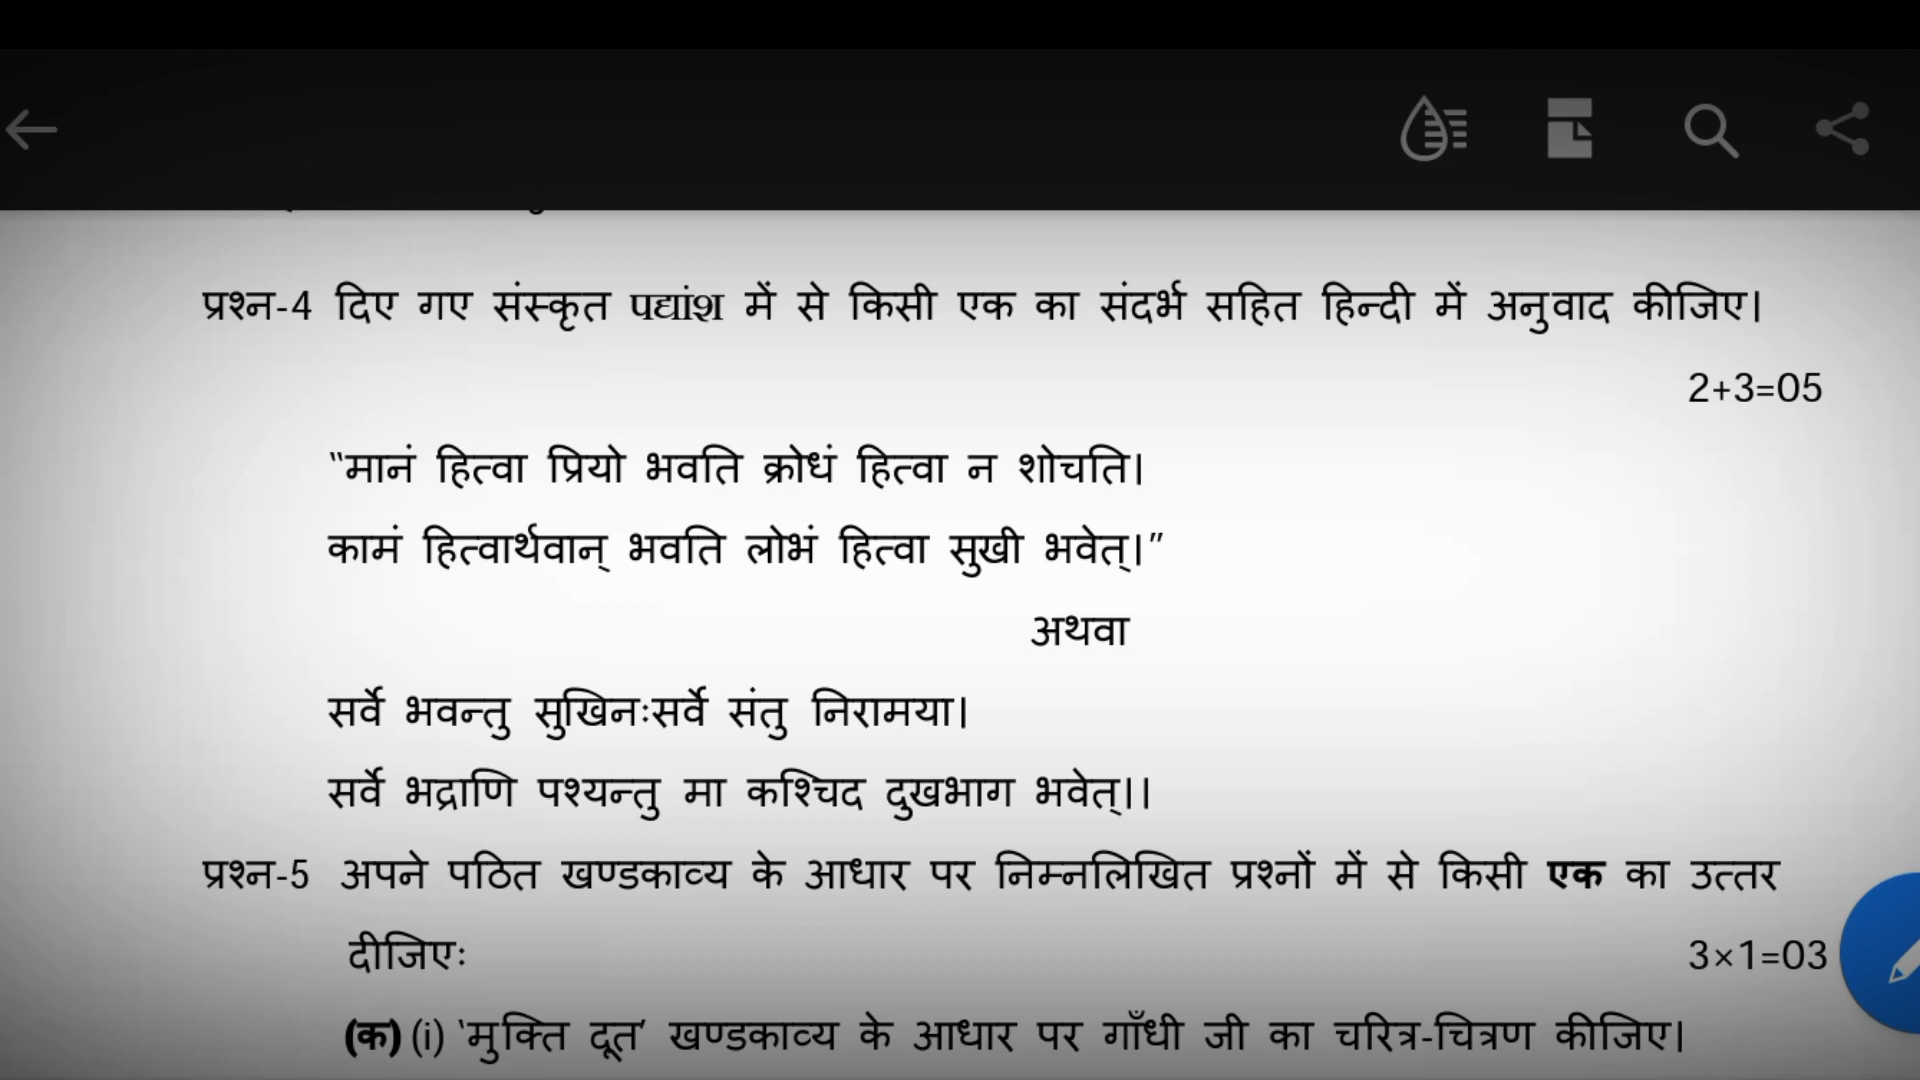 प्रश्न-4 दिए गए संस्कृत पद्यांश में से किसी एक का संदर्भ सहित हिन्दी में अनुवाद कीजिए।
2+3=05
"मानं हित्वा प्रियो भवति क्रोधं हित्वा न शोचति।
कामं हित्वार्थवान् भवति लोभं हित्वा सुखी भवेत्।"
अथवा
सर्वे भवन्तु सुखिनःसर्वे संतु निरामया।
सर्वे भद्राणि पश्यन्तु मा कश्चिद दुखभाग भवेत्।।
प्रश्न-5 अपने पठित खण्डकाव्य के आधार पर निम्नलिखित प्रश्नों में से किसी एक का उत्तर
दीजिएः 3×1=03
(क) (i) 'मुक्ति दूत' खण्डकाव्य के आधार पर गाँधी जी का चरित्र-चित्रण कीजिए।